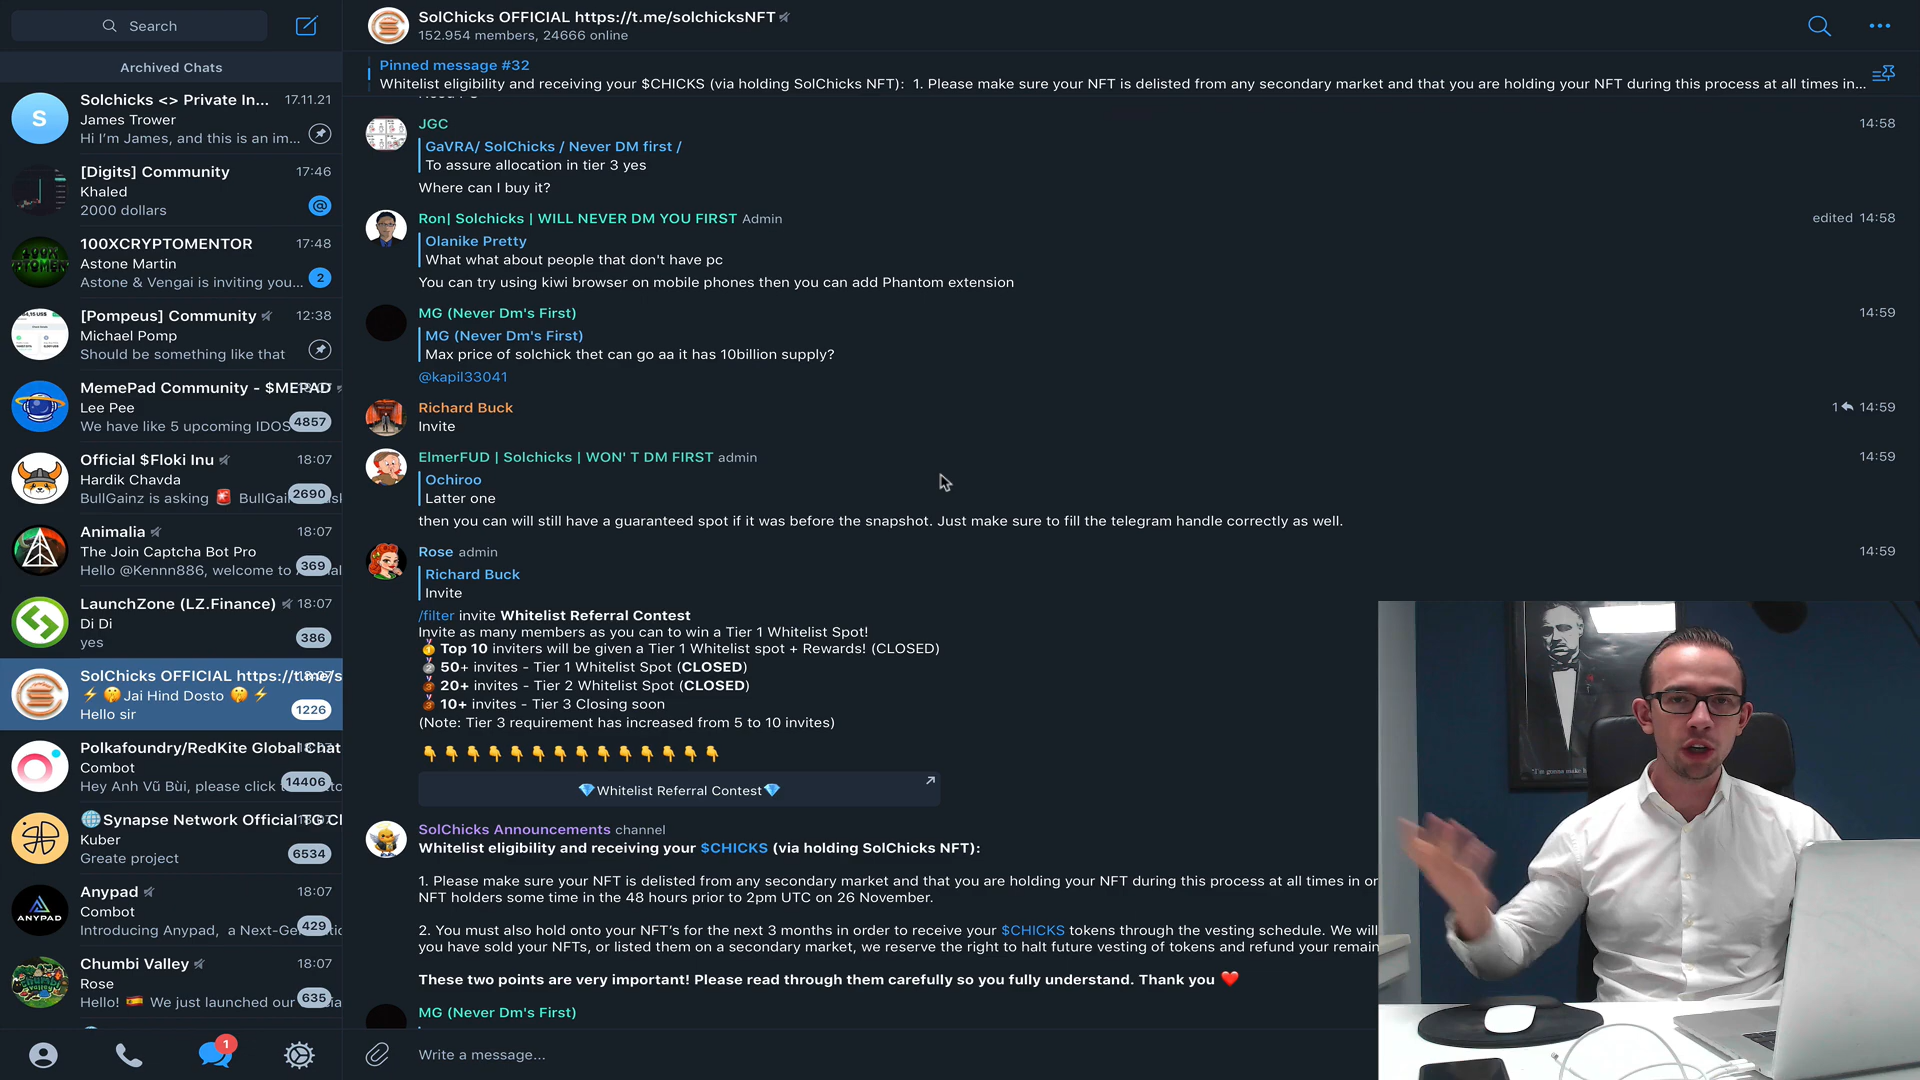 Search
Archived Chats
Solchicks <> Private In... 17.11.21
James Trower
Hi I'm James, and this is an im...
[Digits] Community 17:46
Khaled
2000 dollars @
100XCRYPTOMENTOR 17:48
Astone Martin
Astone & Vengai is inviting you... 2
[Pompeus] Community 12:38
Michael Pomp
Should be something like that
MemePad Community - $MEPAD
Lee Pee
We have like 5 upcoming IDOS 4857
Official $Floki Inu 18:07
Hardik Chavda
BullGainz is asking 🚨 BullGai 2690
Animalia 18:07
The Join Captcha Bot Pro
Hello @Kennn886, welcome to 369
LaunchZone (LZ.Finance) 18:07
Di Di
yes 386
SolChicks OFFICIAL https://t.me/s 18:07
⚡ 🤫Jai Hind Dosto 🤫 ⚡
Hello sir 1226
Polkafoundry/RedKite Global Chat
Combot
Hey Anh Vũ Bùi, please click 14406
🌐Synapse Network Official TG C
Kuber
Greate project 6534
Anypad 18:07
Combot
Introducing Anypad, a Next-Ge 429
Chumbi Valley 18:07
Rose
Hello! 🇪🇸 We just launched our 635
1
SolChicks OFFICIAL https://t.me/solchicksNFT
152.954 members, 24666 online
Pinned message #32
Whitelist eligibility and receiving your $CHICKS (via holding SolChicks NFT): 1. Please make sure your NFT is delisted from any secondary market and that you are holding your NFT during this process at all times in...
JGC 14:58
GaVRA/ SolChicks / Never DM first /
To assure allocation in tier 3 yes
Where can I buy it?
Ron| Solchicks | WILL NEVER DM YOU FIRST Admin edited 14:58
Olanike Pretty
What what about people that don't have pc
You can try using kiwi browser on mobile phones then you can add Phantom extension
MG (Never Dm's First) 14:59
MG (Never Dm's First)
Max price of solchick thet can go aa it has 10billion supply?
@kapil33041
Richard Buck 1 14:59
Invite
ElmerFUD | Solchicks | WON' T DM FIRST admin 14:59
Ochiroo
Latter one
then you can will still have a guaranteed spot if it was before the snapshot. Just make sure to fill the telegram handle correctly as well.
Rose admin 14:59
Richard Buck
Invite
/filter invite Whitelist Referral Contest
Invite as many members as you can to win a Tier 1 Whitelist Spot!
🥇Top 10 inviters will be given a Tier 1 Whitelist spot + Rewards! (CLOSED)
🥈50+ invites - Tier 1 Whitelist Spot (CLOSED)
🥉20+ invites - Tier 2 Whitelist Spot (CLOSED)
🥉10+ invites - Tier 3 Closing soon
(Note: Tier 3 requirement has increased from 5 to 10 invites)
👇👇👇👇👇👇👇👇👇👇👇👇👇👇
💎Whitelist Referral Contest💎
SolChicks Announcements channel
Whitelist eligibility and receiving your $CHICKS (via holding SolChicks NFT):
1. Please make sure your NFT is delisted from any secondary market and that you are holding your NFT during this process at all times in or
NFT holders some time in the 48 hours prior to 2pm UTC on 26 November.
2. You must also hold onto your NFT's for the next 3 months in order to receive your $CHICKS tokens through the vesting schedule. We will
you have sold your NFTs, or listed them on a secondary market, we reserve the right to halt future vesting of tokens and refund your remain
These two points are very important! Please read through them carefully so you fully understand. Thank you ❤️
MG (Never Dm's First)
Write a message...
S
ANYPAD
"I'm gonna make h